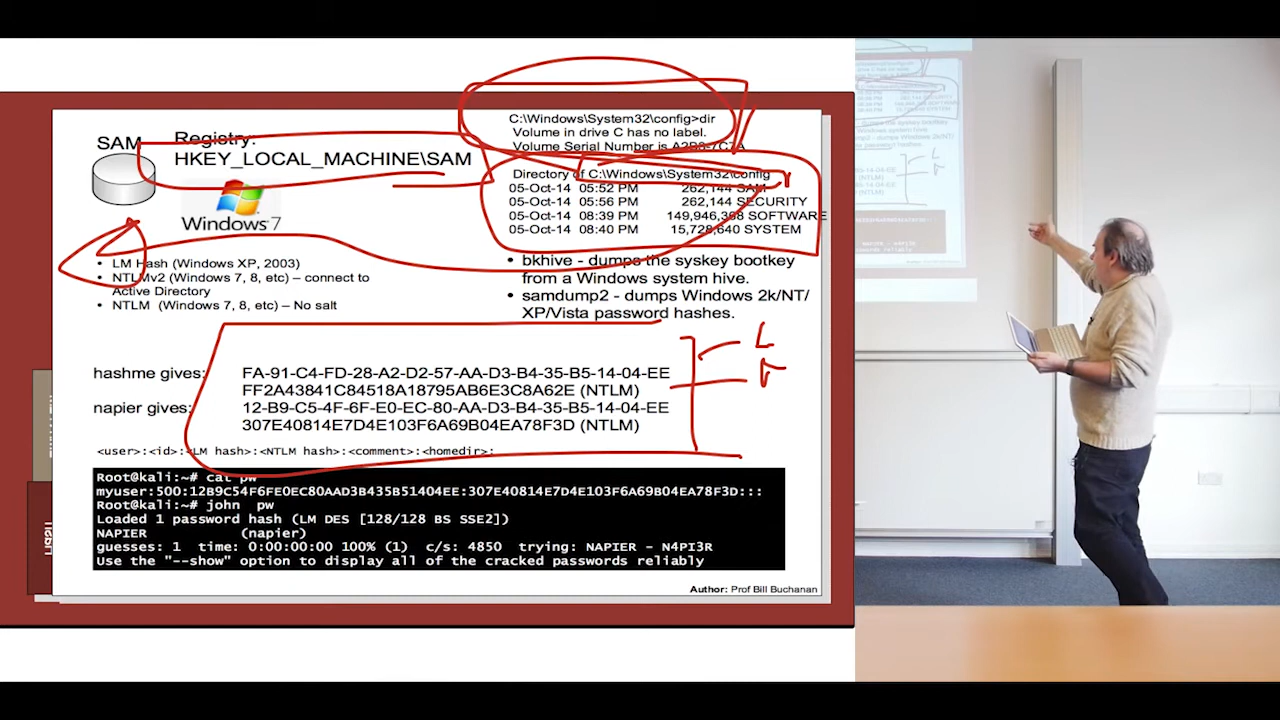 SAM
Registry:
HKEY_LOCAL_MACHINE\SAM
Windows 7
C:\Windows\System32\config>dir
Volume in drive C has no label.
Volume Serial Number is A2B8-7C7A
Directory of C:\Windows\System32\config
05-Oct-14 05:52 PM 262,144 SAM
05-Oct-14 05:56 PM 262,144 SECURITY
05-Oct-14 08:39 PM 149,946,368 SOFTWARE
05-Oct-14 08:40 PM 15,728,640 SYSTEM
• LM Hash (Windows XP, 2003)
• NTLMv2 (Windows 7, 8, etc) – connect to
Active Directory
• NTLM (Windows 7, 8, etc) – No salt
• bkhive - dumps the syskey bootkey
from a Windows system hive.
• samdump2 - dumps Windows 2k/NT/
XP/Vista password hashes.
hashme gives: FA-91-C4-FD-28-A2-D2-57-AA-D3-B4-35-B5-14-04-EE
FF2A43841C84518A18795AB6E3C8A62E (NTLM)
napier gives: 12-B9-C5-4F-6F-E0-EC-80-AA-D3-B4-35-B5-14-04-EE
307E40814E7D4E103F6A69B04EA78F3D (NTLM)
<user>:<id>:<LM hash>:<NTLM hash>:<comment>:<homedir>:
Root@kali:~# cat pw
myuser:500:12B9C54F6FE0EC80AAD3B435B51404EE:307E40814E7D4E103F6A69B04EA78F3D:::
Root@kali:~# john pw
Loaded 1 password hash (LM DES [128/128 BS SSE2])
NAPIER (napier)
guesses: 1 time: 0:00:00:00 100% (1) c/s: 4850 trying: NAPIER - N4PI3R
Use the "--show" option to display all of the cracked passwords reliably
Author: Prof Bill Buchanan